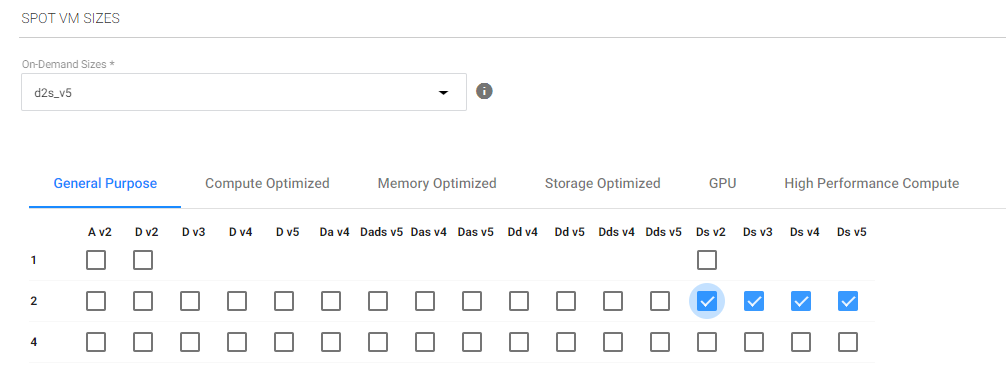 SPOT VM SIZES
On-Demand Sizes *
d2s_v5
General Purpose Compute Optimized Memory Optimized Storage Optimized GPU High Performance Compute
A v2 D v2 D v3 D v4 D v5 Da v4 Dads v5 Das v4 Das v5 Dd v4 Dd v5 Dds v4 Dds v5 Ds v2 Ds v3 Ds v4 Ds v5
1
2
4